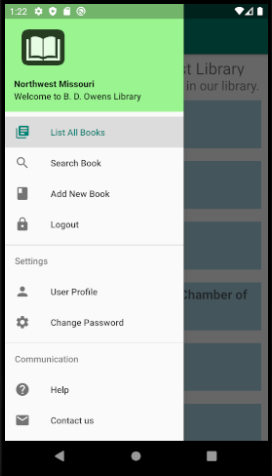 1:22
t Library
in our library.
Northwest Missouri
Welcome to B. D. Owens Library
List All Books
Search Book
Add New Book
Logout
Settings
User Profile
Chamber of
Change Password
Communication
Help
Contact us